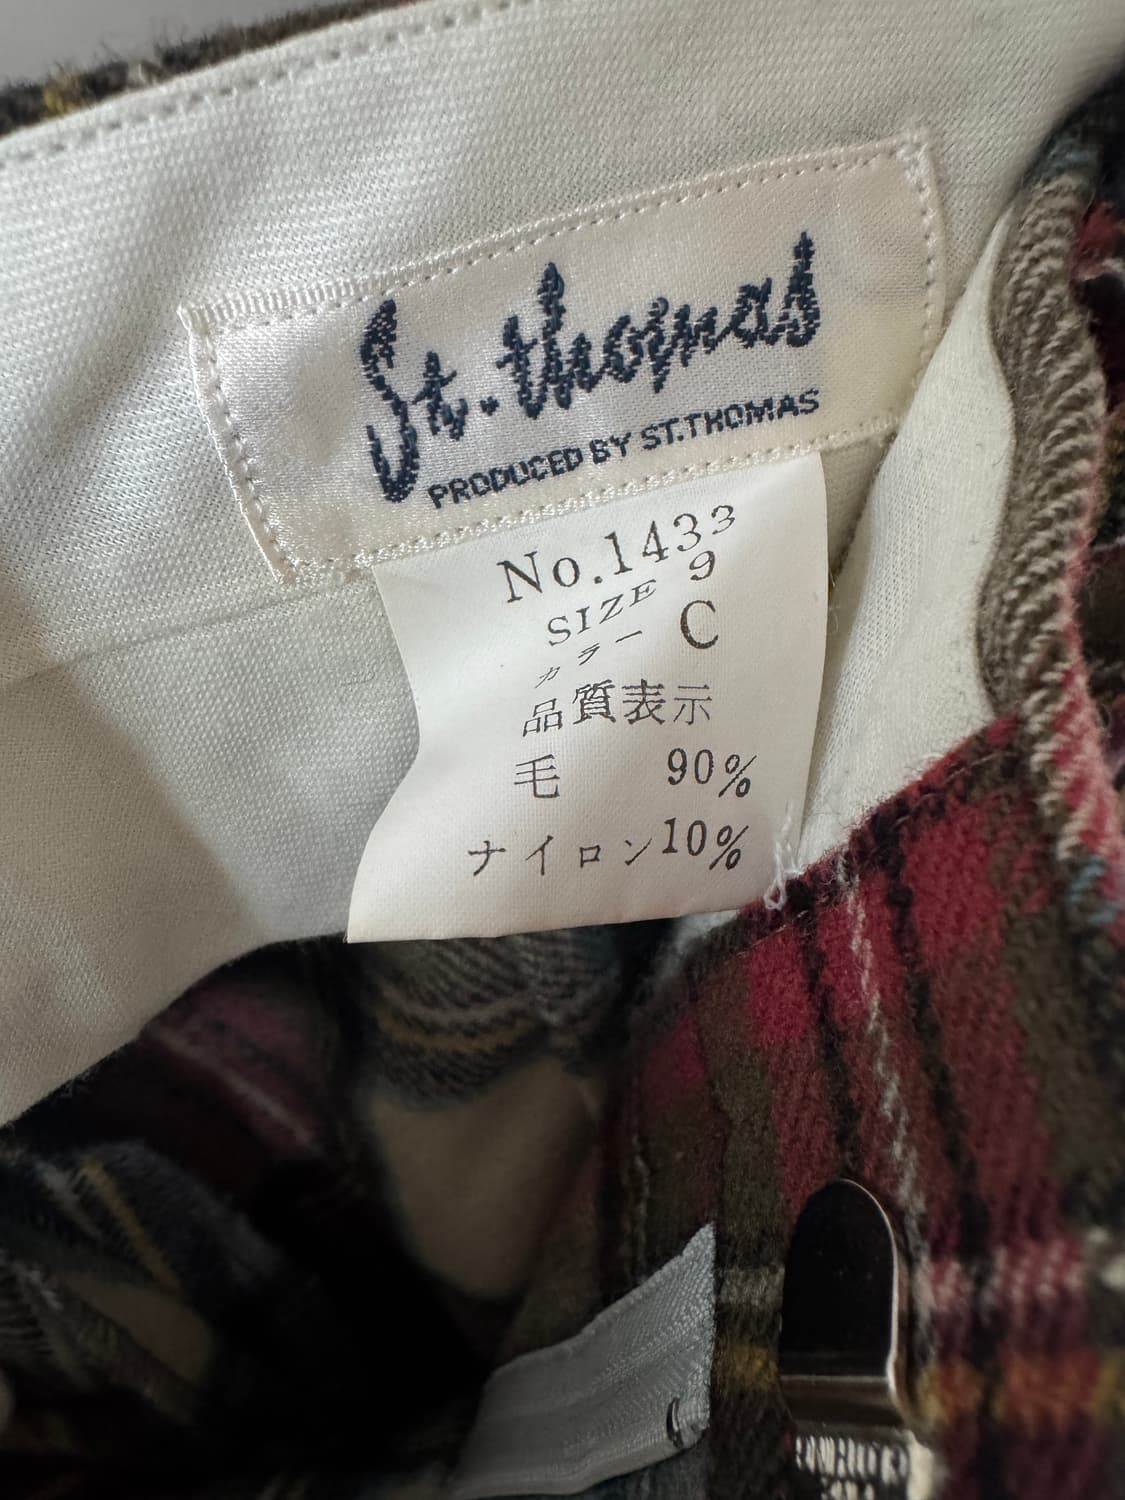 St. thomas
PRODUCED BY ST.THOMAS
No.1433
SIZE 9
カラー C
品質表示
毛 90%
ナイロン10%